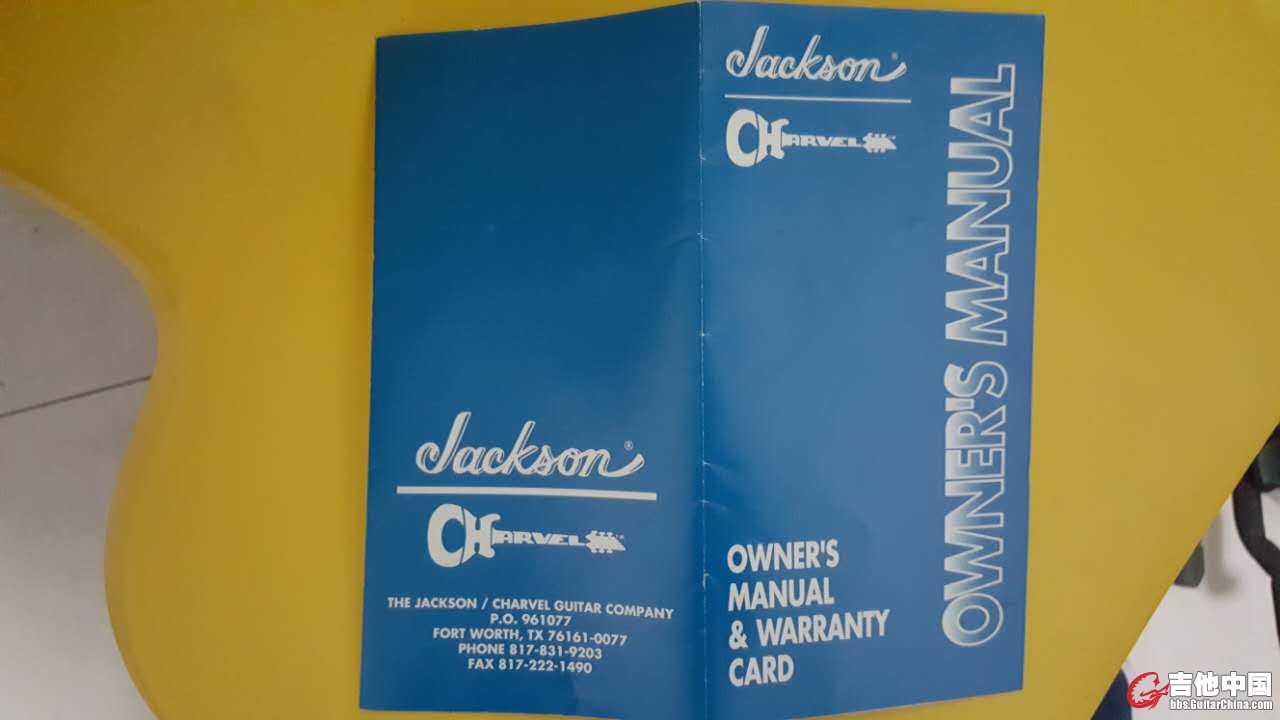 Jackson®
CHARVEL
THE JACKSON / CHARVEL GUITAR COMPANY
P.O. 961077
FORT WORTH, TX 76161-0077
PHONE 817-831-9203
FAX 817-222-1490
Jackson®
CHARVEL
OWNER'S
MANUAL
& WARRANTY
CARD
OWNER'S MANUAL
吉他中国
bbs.GuitarChina.com